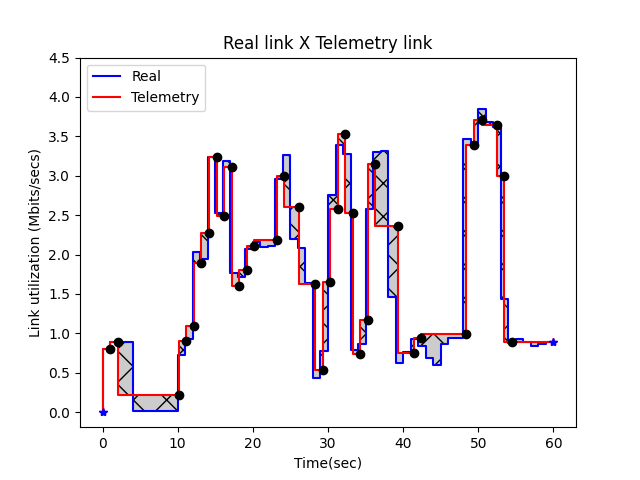 Real link X Telemetry link
Real
Telemetry
Link utilization (Mbits/secs)
4.5
4.0
3.5
3.0
2.5
2.0
1.5
1.0
0.5
0.0
0 10 20 30 40 50 60
Time(sec)